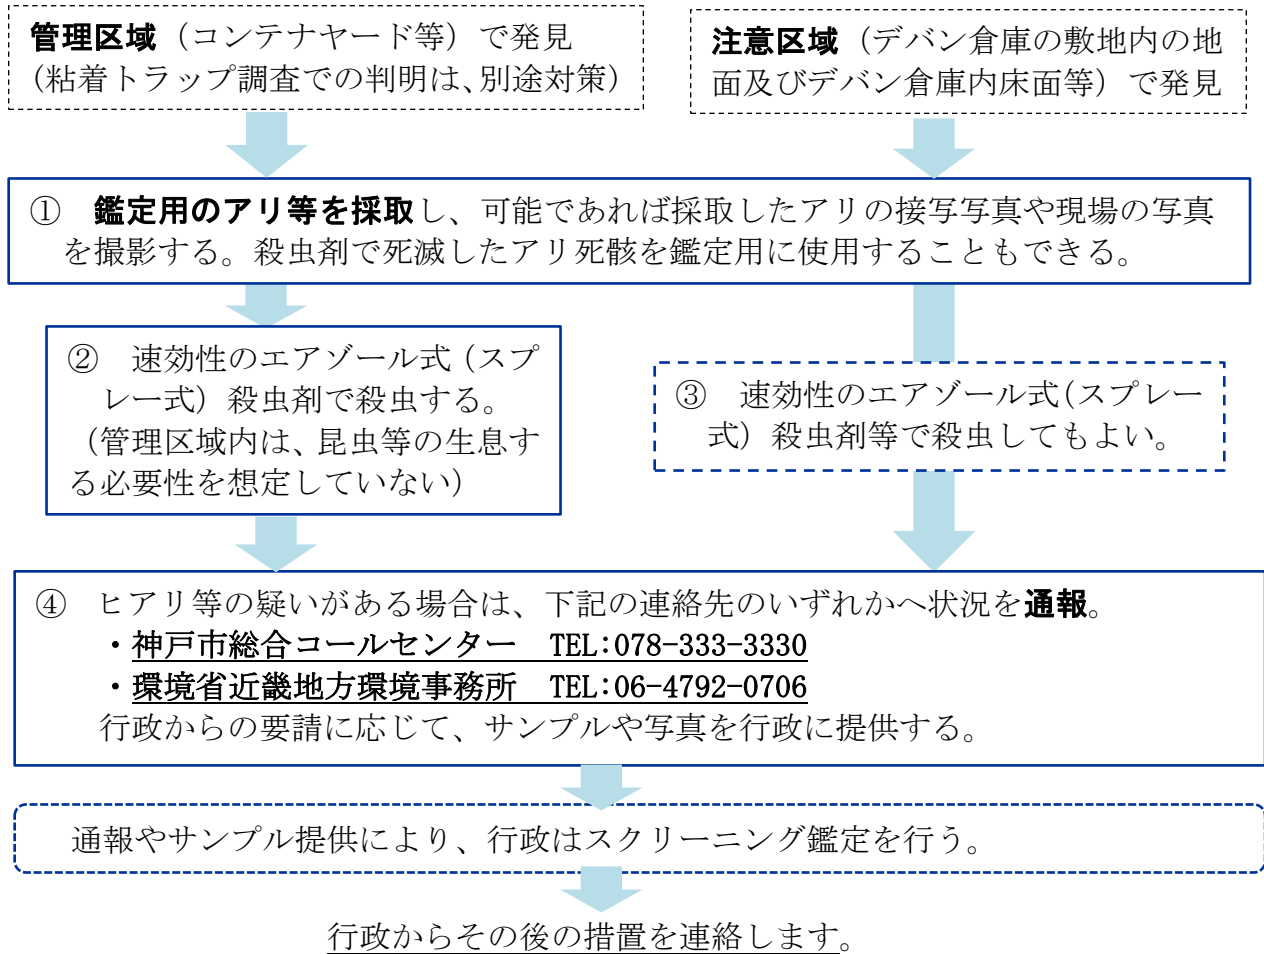 管理区域（コンテナヤード等）で発見
（粘着トラップ調査での判明は、別途対策）
注意区域（デバン倉庫の敷地内の地
面及びデバン倉庫内床面等）で発見
①　鑑定用のアリ等を採取し、可能であれば採取したアリの接写写真や現場の写真
を撮影する。殺虫剤で死滅したアリ死骸を鑑定用に使用することもできる。
②　速効性のエアゾール式（スプ
レー式）殺虫剤で殺虫する。
（管理区域内は、昆虫等の生息す
る必要性を想定していない）
③　速効性のエアゾール式（スプレー
式）殺虫剤等で殺虫してもよい。
④　ヒアリ等の疑いがある場合は、下記の連絡先のいずれかへ状況を通報。
・神戸市総合コールセンター　TEL:078-333-3330
・環境省近畿地方環境事務所　TEL:06-4792-0706
行政からの要請に応じて、サンプルや写真を行政に提供する。
通報やサンプル提供により、行政はスクリーニング鑑定を行う。
行政からその後の措置を連絡します。